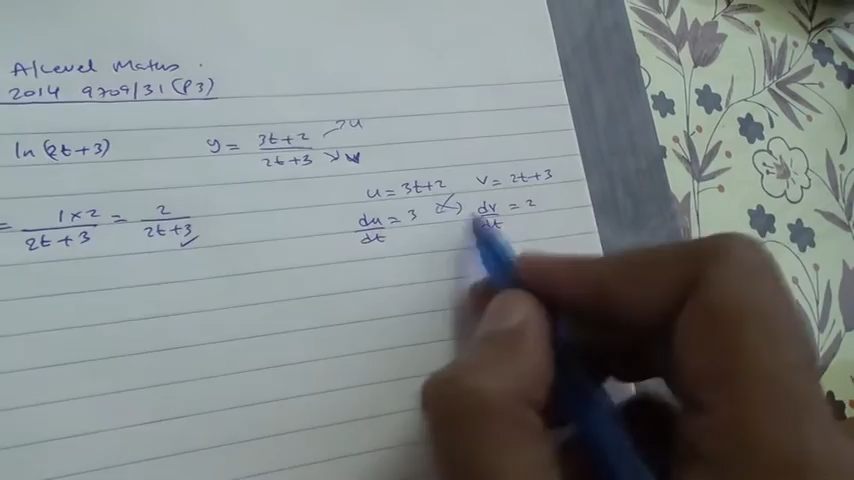 A/Level Maths.
2014 9709/31 (P3)
ln(2t+3)
y = 3t+2 / 2t+3 → u → v
= 1×2 / 2t+3 = 2 / 2t+3 ✓
u = 3t+2 v = 2t+3
du/dt = 3 dv/dt = 2